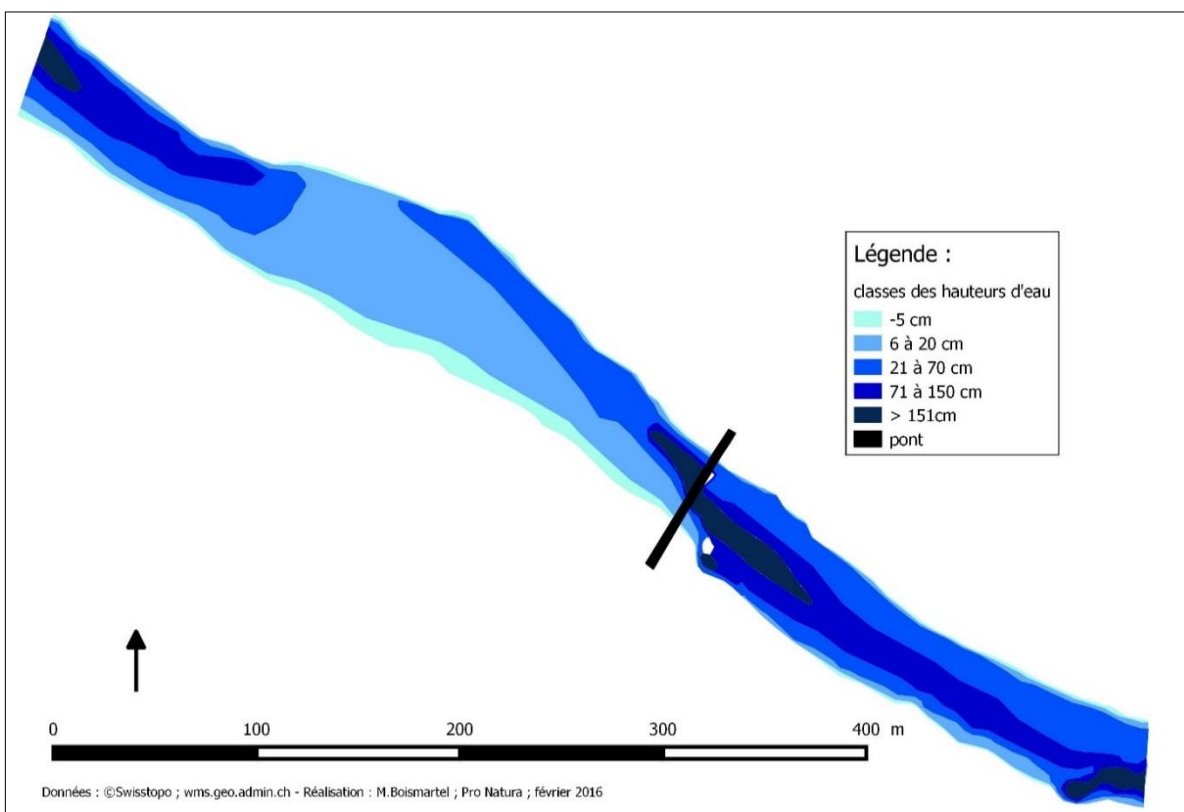 Légende :
classes des hauteurs d'eau
-5 cm
6 à 20 cm
21 à 70 cm
71 à 150 cm
> 151cm
pont
0 100 200 300 400 m
Données : ©Swisstopo ; wms.geo.admin.ch - Réalisation : M.Boismartel ; Pro Natura ; février 2016